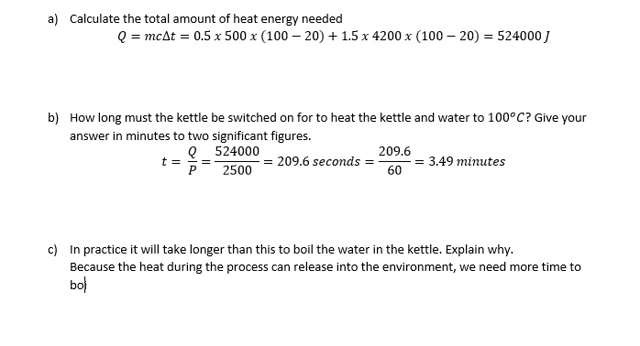 a) Calculate the total amount of heat energy needed
Q = mcΔt = 0.5 x 500 x (100 – 20) + 1.5 x 4200 x (100 – 20) = 524000 J
b) How long must the kettle be switched on for to heat the kettle and water to 100°C? Give your
answer in minutes to two significant figures.
t = Q/P = 524000/2500 = 209.6 seconds = 209.6/60 = 3.49 minutes
c) In practice it will take longer than this to boil the water in the kettle. Explain why.
Because the heat during the process can release into the environment, we need more time to
bo